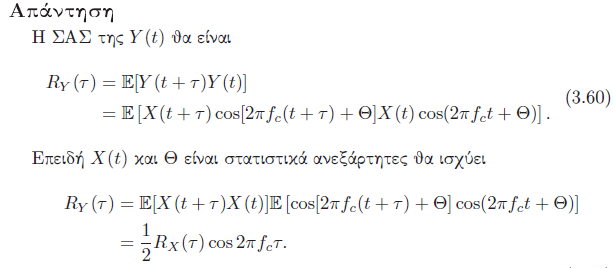 Απάντηση
Η ΣΑΣ της Y(t) θα είναι
R_Y(τ) = 𝔼[Y(t + τ)Y(t)]
= 𝔼 [X(t + τ) cos[2πf_c(t + τ) + Θ]X(t) cos(2πf_ct + Θ)] . (3.60)
Επειδή X(t) και Θ είναι στατιστικά ανεξάρτητες θα ισχύει
R_Y(τ) = 𝔼[X(t + τ)X(t)]𝔼 [cos[2πf_c(t + τ) + Θ] cos(2πf_ct + Θ)]
= 1/2 R_X(τ) cos 2πf_cτ.